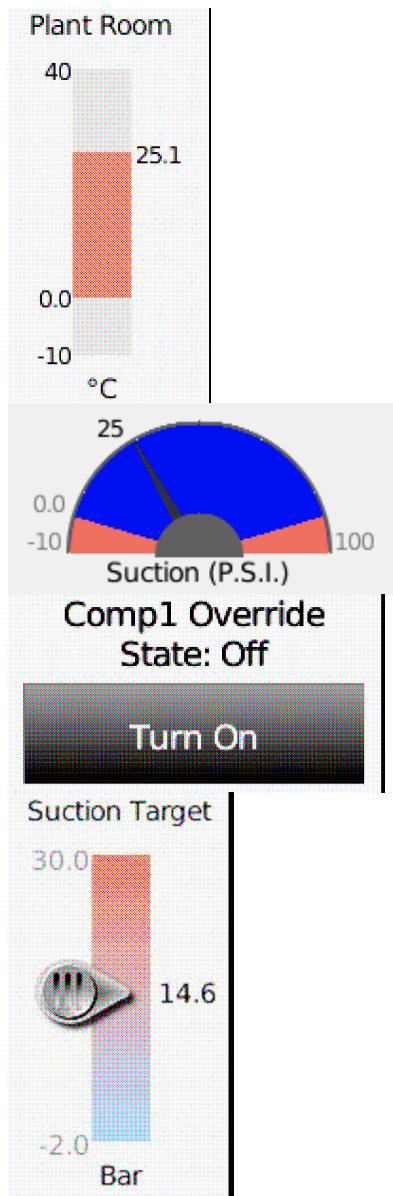 Plant Room
40
25.1
0.0
-10
°C
25
0.0
-10
100
Suction (P.S.I.)
Comp1 Override
State: Off
Turn On
Suction Target
30.0
14.6
-2.0
Bar